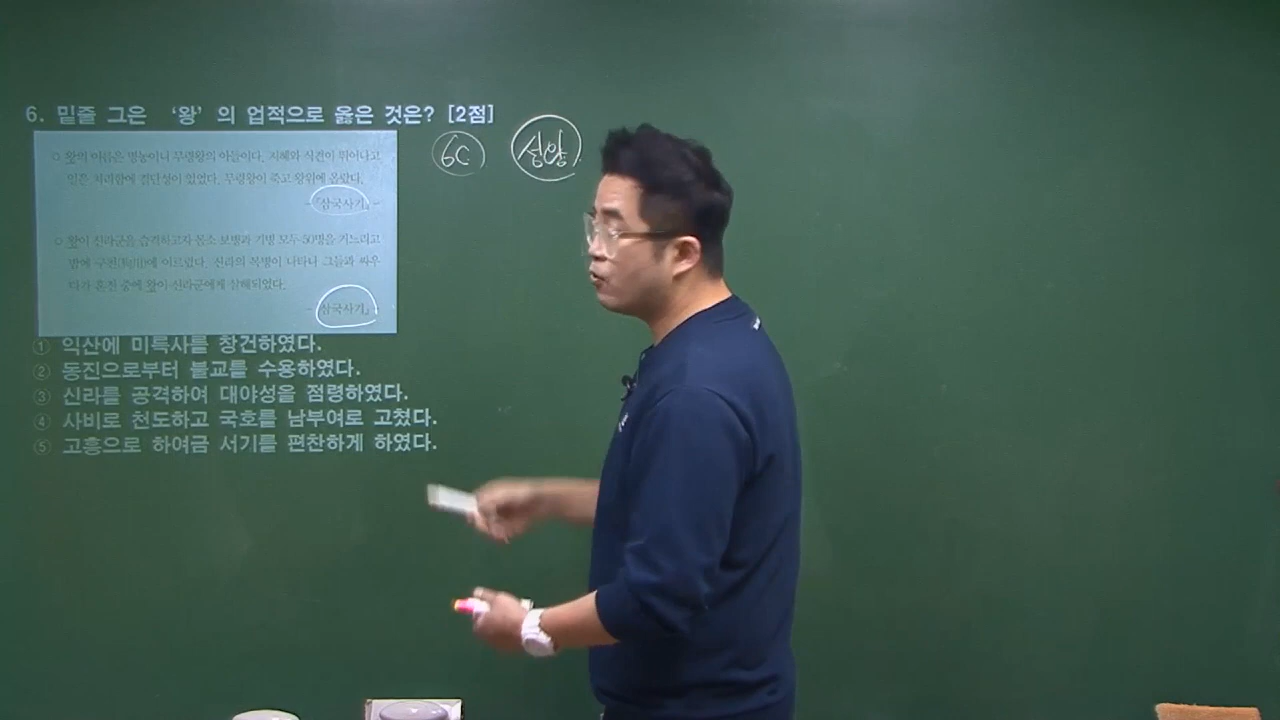 6. 밑줄 그은 ‘왕’의 업적으로 옳은 것은? [2점]
6C 성왕
○ 왕의 이름은 명농이니 무령왕의 아들이다. 지혜와 식견이 뛰어나고
일을 처리함에 결단성이 있었다. 무령왕이 죽고 왕위에 올랐다.
-『삼국사기』-
○ 왕이 신라군을 습격하고자 몸소 보병과 기병 모두 50명을 거느리고
밤에 구천(狗川)에 이르렀다. 신라의 복병이 나타나 그들과 싸우
다가 혼전 중에 왕이 신라군에게 살해되었다.
-『삼국사기』-
① 익산에 미륵사를 창건하였다.
② 동진으로부터 불교를 수용하였다.
③ 신라를 공격하여 대야성을 점령하였다.
④ 사비로 천도하고 국호를 남부여로 고쳤다.
⑤ 고흥으로 하여금 서기를 편찬하게 하였다.